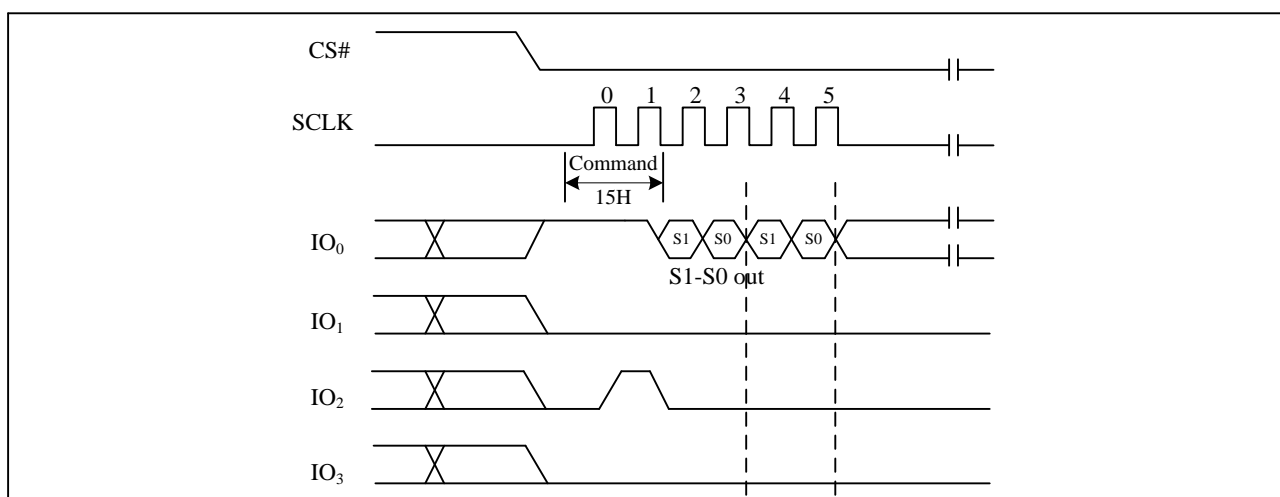 CS#
0 1 2 3 4 5
SCLK
Command
15H
IO₀
S1 S0 S1 S0
S1-S0 out
IO₁
IO₂
IO₃